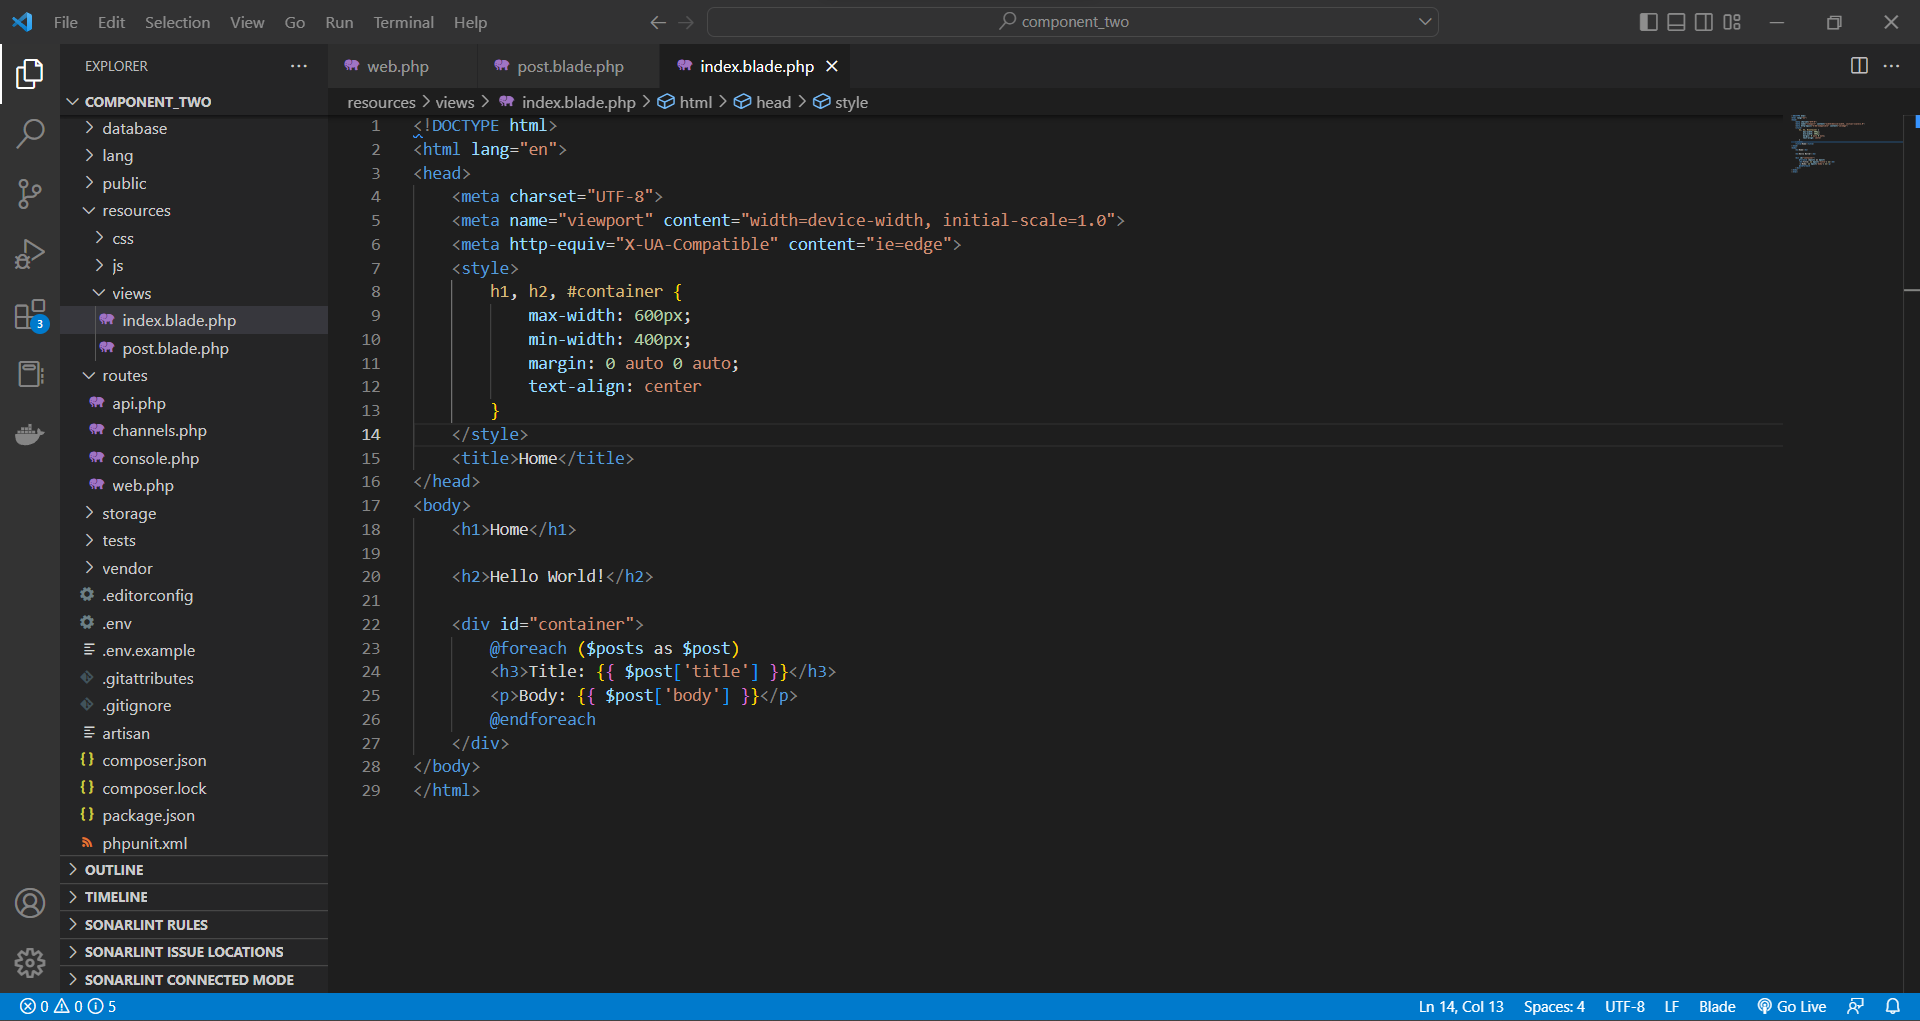 File Edit Selection View Go Run Terminal Help
component_two
EXPLORER
web.php
post.blade.php
index.blade.php
COMPONENT_TWO
resources > views > index.blade.php > html > head > style
database
lang
public
resources
css
js
views
index.blade.php
post.blade.php
routes
api.php
channels.php
console.php
web.php
storage
tests
vendor
.editorconfig
.env
.env.example
.gitattributes
.gitignore
artisan
composer.json
composer.lock
package.json
phpunit.xml
OUTLINE
TIMELINE
SONARLINT RULES
SONARLINT ISSUE LOCATIONS
SONARLINT CONNECTED MODE
3
1 <!DOCTYPE html>
2 <html lang="en">
3 <head>
4     <meta charset="UTF-8">
5     <meta name="viewport" content="width=device-width, initial-scale=1.0">
6     <meta http-equiv="X-UA-Compatible" content="ie=edge">
7     <style>
8         h1, h2, #container {
9             max-width: 600px;
10             min-width: 400px;
11             margin: 0 auto 0 auto;
12             text-align: center
13         }
14     </style>
15     <title>Home</title>
16 </head>
17 <body>
18     <h1>Home</h1>
19
20     <h2>Hello World!</h2>
21
22     <div id="container">
23         @foreach ($posts as $post)
24         <h3>Title: {{ $post['title'] }}</h3>
25         <p>Body: {{ $post['body'] }}</p>
26         @endforeach
27     </div>
28 </body>
29 </html>
0 0 5
Ln 14, Col 13 Spaces: 4 UTF-8 LF Blade Go Live